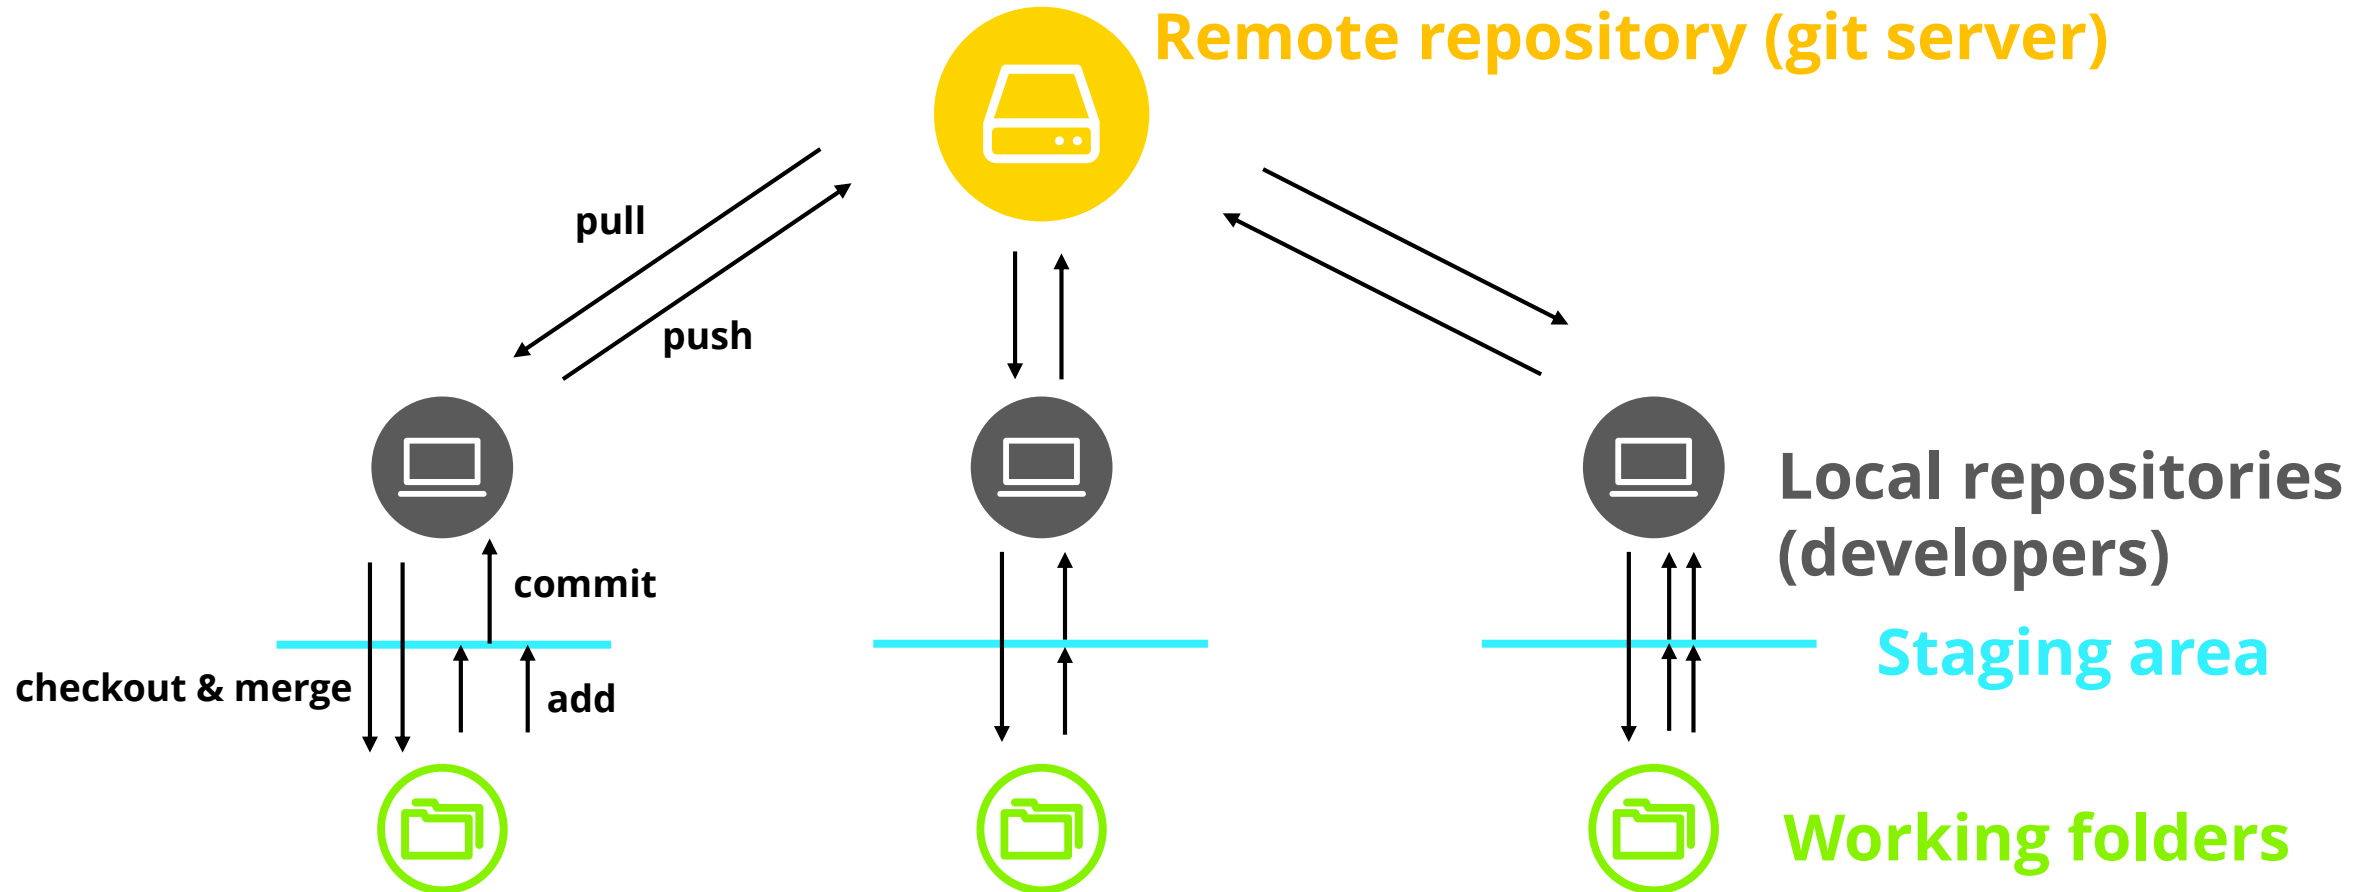 Remote repository (git server)
pull
push
Local repositories
(developers)
commit
Staging area
checkout & merge
add
Working folders